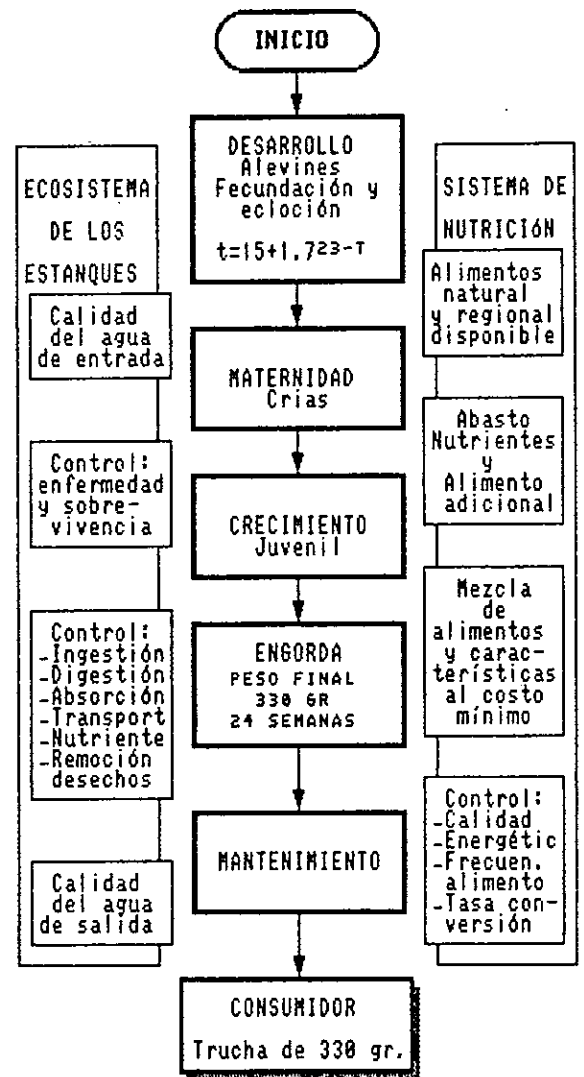 INICIO
DESARROLLO
Alevines
Fecundación y
ecloción
t=15+1.723-T
MATERNIDAD
Crias
CRECIMIENTO
Juvenil
ENGORDA
PESO FINAL
330 GR
24 SEMANAS
MANTENIMIENTO
CONSUMIDOR
Trucha de 330 gr.
ECOSISTEMA
DE LOS
ESTANQUES
Calidad
del agua
de entrada
Control:
enfermedad
y sobre-
vivencia
Control:
-Ingestión
-Digestión
-Absorción
-Transport
-Nutriente
-Remoción
desechos
Calidad
del agua
de salida
SISTEMA DE
NUTRICIÓN
Alimentos
natural
y regional
disponible
Abasto
Nutrientes
y
Alimento
adicional
Mezcla
de
alimentos
y carac-
terísticas
al costo
mínimo
Control:
-Calidad
-Energétic
-Frecuen.
alimento
-Tasa con-
versión